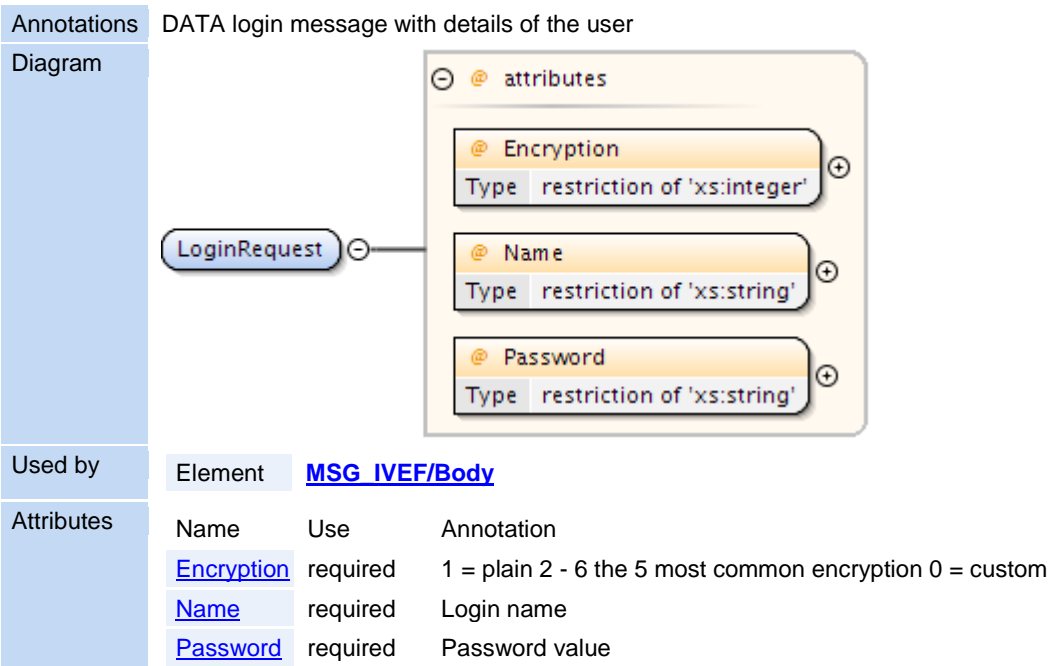 Annotations DATA login message with details of the user
Diagram
@ attributes
@ Encryption
Type restriction of 'xs:integer'
LoginRequest
@ Name
Type restriction of 'xs:string'
@ Password
Type restriction of 'xs:string'
Used by Element MSG_IVEF/Body
Attributes Name Use Annotation
Encryption required 1 = plain 2 - 6 the 5 most common encryption 0 = custom
Name required Login name
Password required Password value